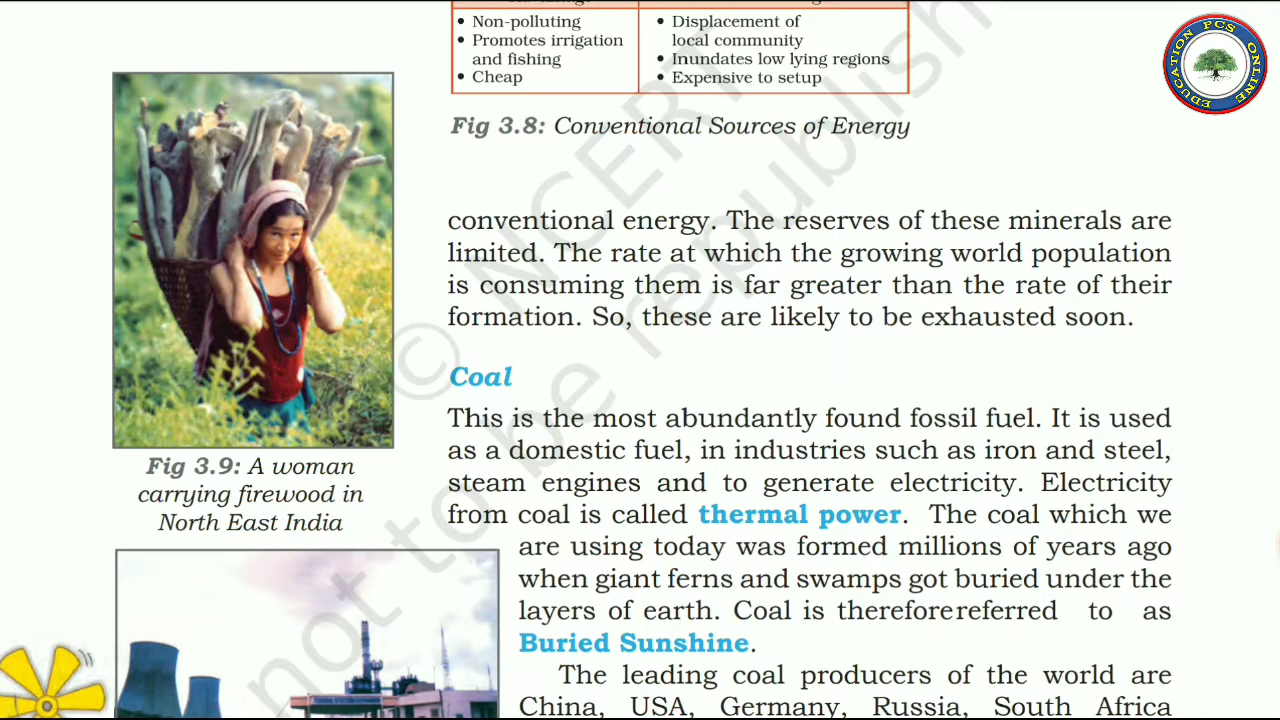 Non-polluting
Promotes irrigation
and fishing
Cheap
Displacement of
local community
Inundates low lying regions
Expensive to setup
Fig 3.8: Conventional Sources of Energy
EDUCATION PCS ONLINE
© NCERT
not to be republish
Fig 3.9: A woman
carrying firewood in
North East India
conventional energy. The reserves of these minerals are
limited. The rate at which the growing world population
is consuming them is far greater than the rate of their
formation. So, these are likely to be exhausted soon.
Coal
This is the most abundantly found fossil fuel. It is used
as a domestic fuel, in industries such as iron and steel,
steam engines and to generate electricity. Electricity
from coal is called thermal power. The coal which we
are using today was formed millions of years ago
when giant ferns and swamps got buried under the
layers of earth. Coal is thereforereferred to as
Buried Sunshine.
The leading coal producers of the world are
China, USA, Germany, Russia, South Africa